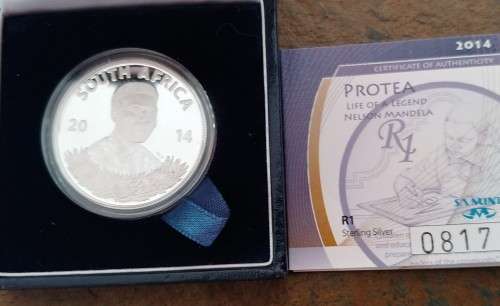 SOUTH AFRICA
20 14
2014
CERTIFICATE OF AUTHENTICITY
PROTEA
LIFE OF A LEGEND
NELSON MANDELA
R1
R1
Sterling Silver
SA MINT
0817